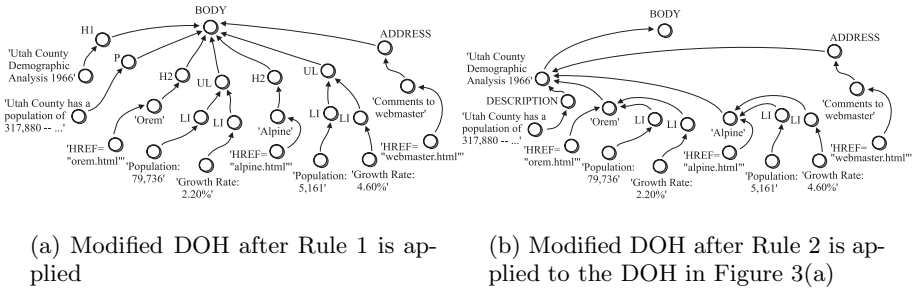 BODY
H1
ADDRESS
P
'Utah County
Demographic
Analysis 1966'
H2
UL
H2
UL
'Utah County has a
population of
317,880 -- ...'
'Orem'
LI
LI
'Alpine'
LI
LI
'Comments to
webmaster'
'HREF=
"orem.html"'
'Population:
79,736'
'Growth Rate:
2.20%'
'HREF=
"alpine.html"'
'Population:
5,161'
'Growth Rate:
4.60%'
'HREF=
"webmaster.html"'
(a) Modified DOH after Rule 1 is ap-
plied
BODY
'Utah County
Demographic
Analysis 1966'
ADDRESS
DESCRIPTION
'Utah County has a
population of
317,880 -- ...'
'Orem'
LI
LI
'Alpine'
LI
LI
'Comments to
webmaster'
'HREF=
"orem.html"'
'Population:
79,736'
'Growth Rate:
2.20%'
'HREF=
"alpine.html"'
'Population:
5,161'
'Growth Rate:
4.60%'
'HREF=
"webmaster.html"'
(b) Modified DOH after Rule 2 is ap-
plied to the DOH in Figure 3(a)